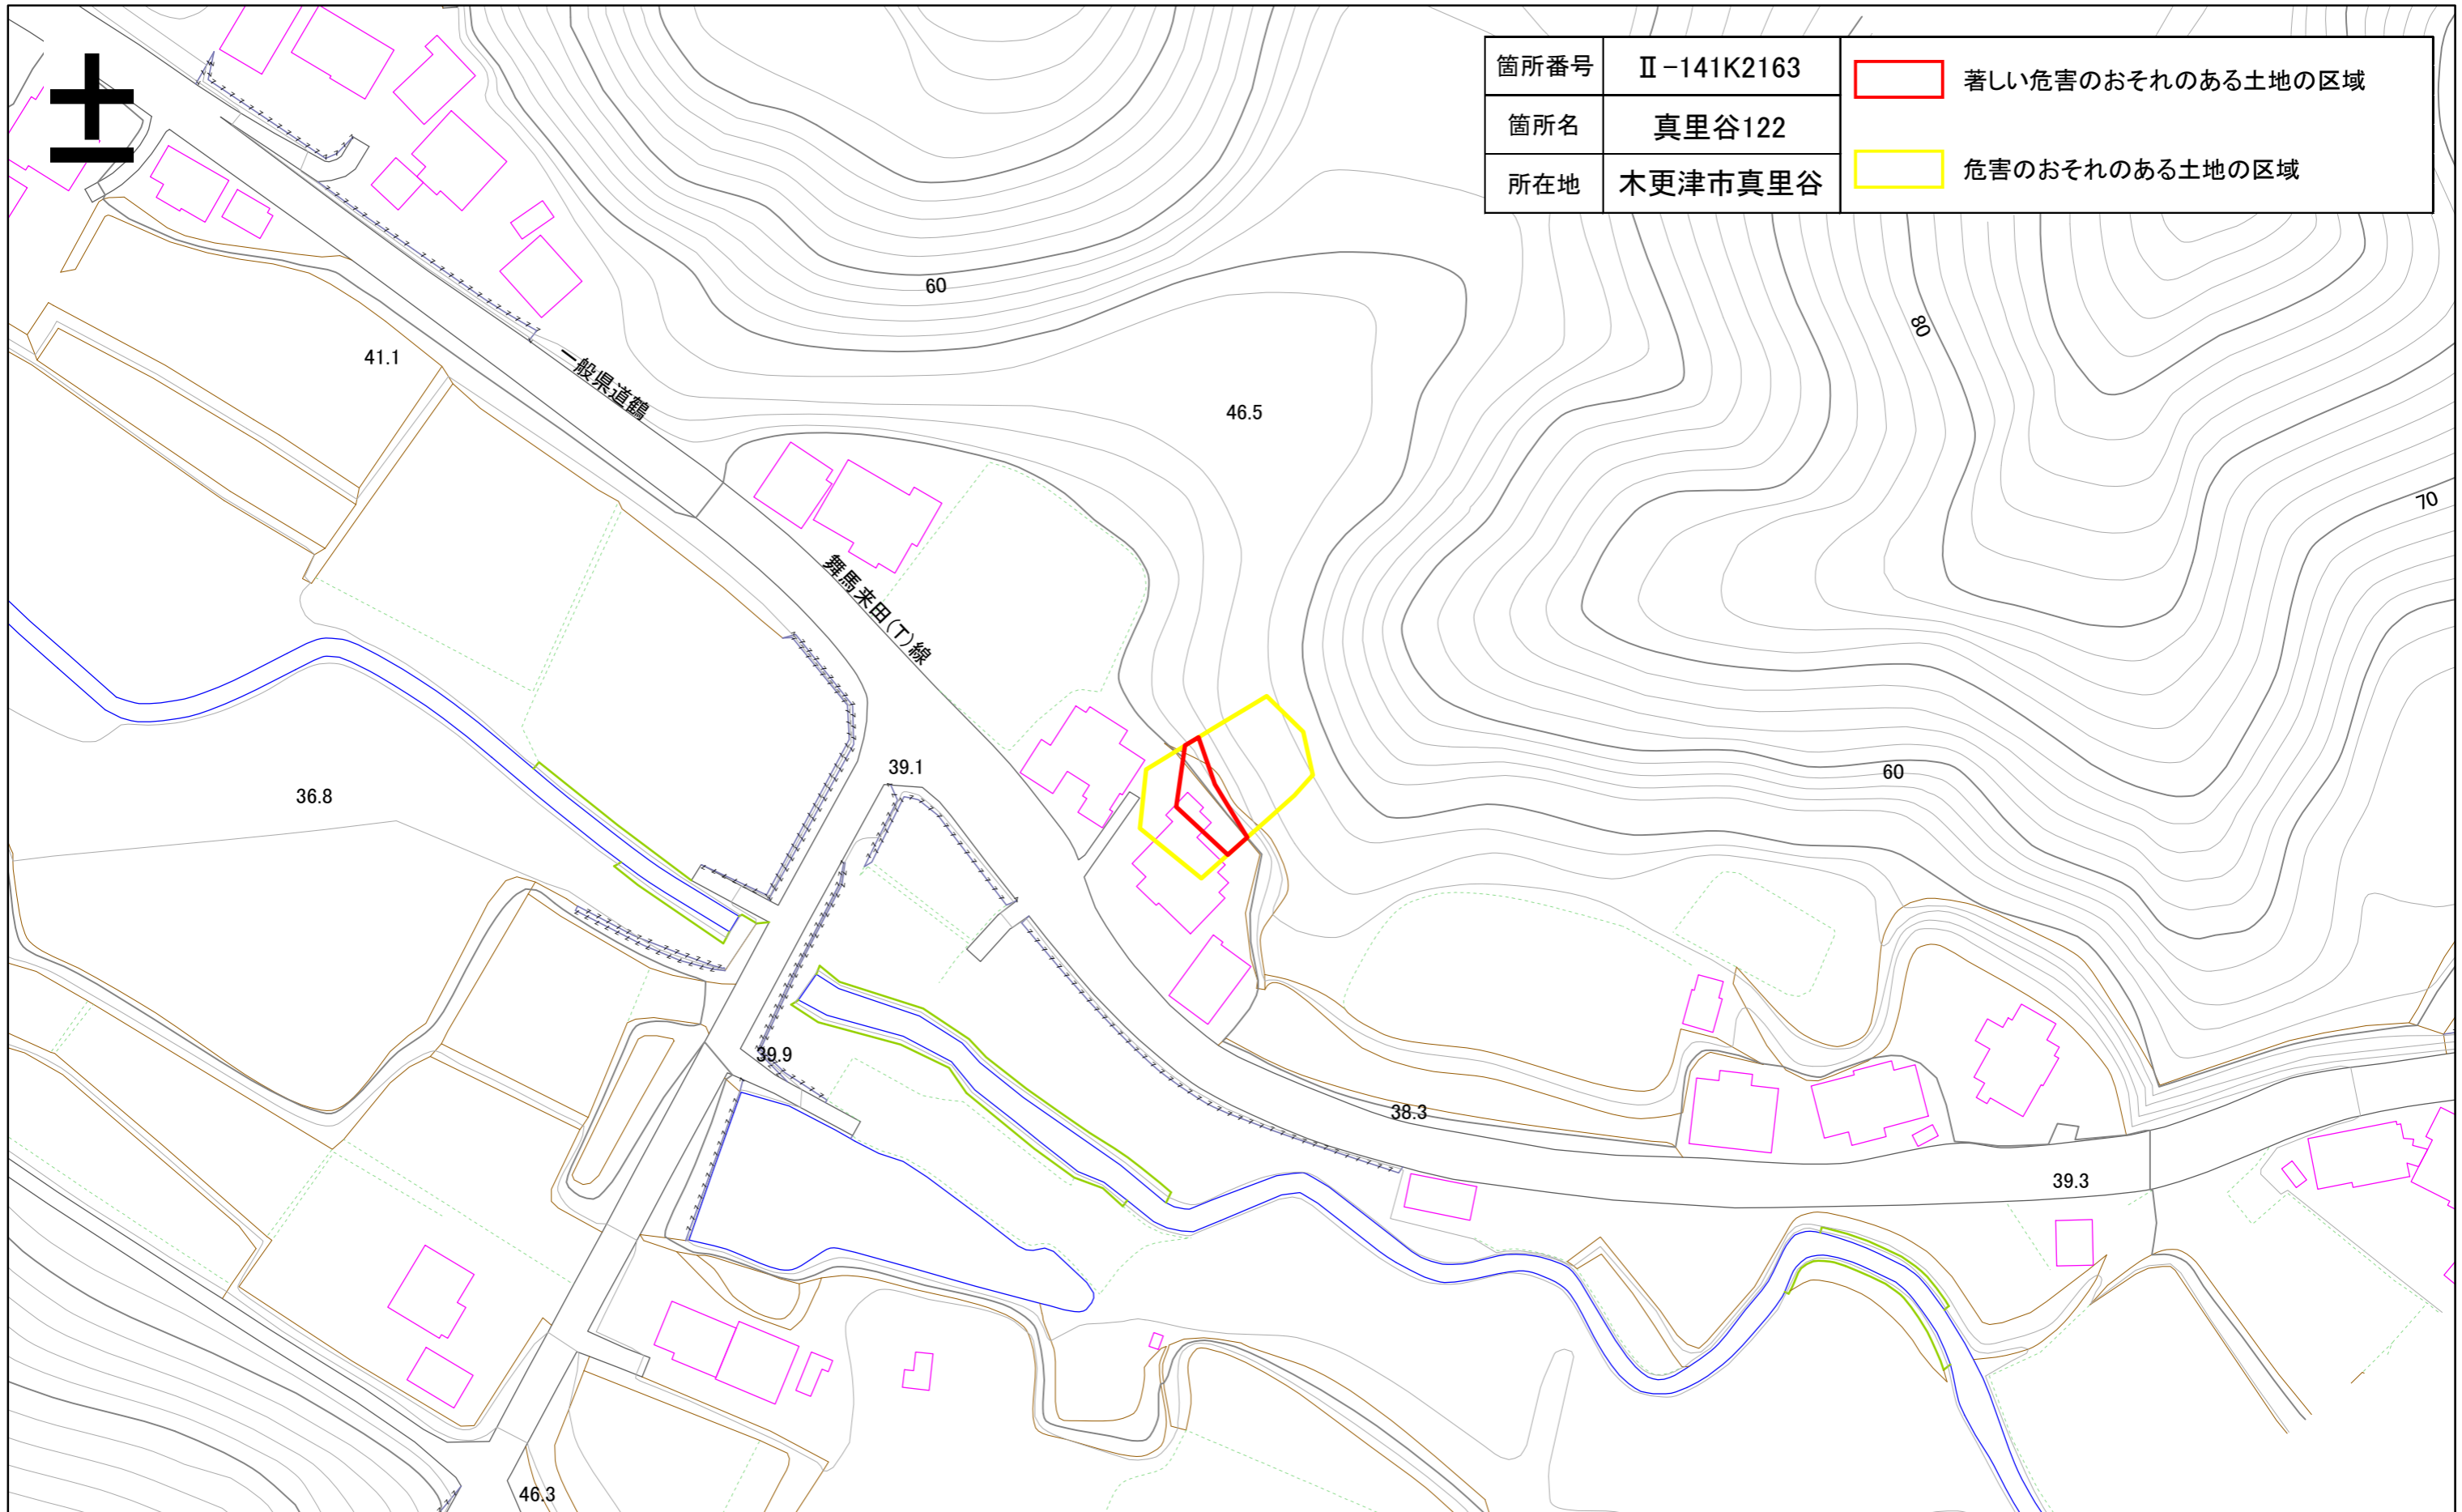 土
箇所番号 Ⅱ-141K2163
箇所名 真里谷122
所在地 木更津市真里谷
著しい危害のおそれのある土地の区域
危害のおそれのある土地の区域
60
80
41.1
一般県道鶴
46.5
70
舞馬来田(T)線
39.1
60
36.8
39.9
38.3
39.3
46.3